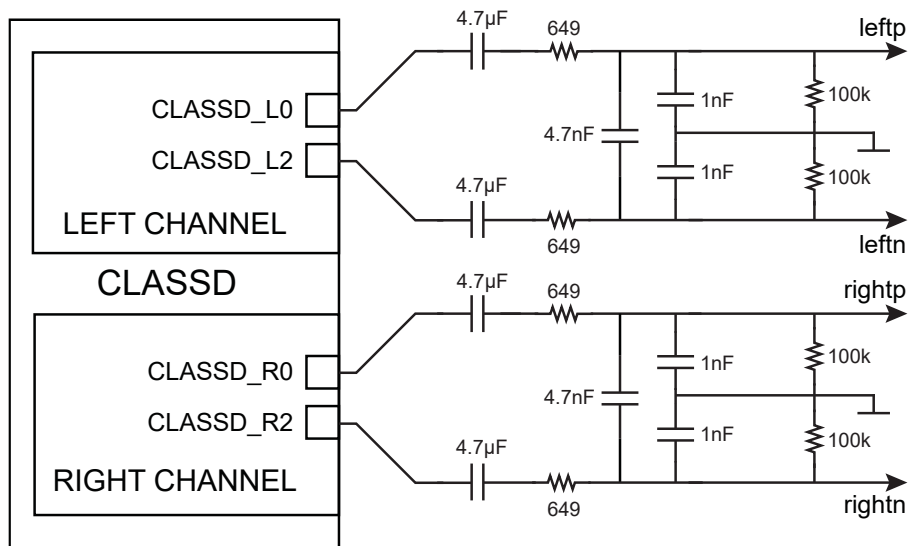 4.7µF
649
leftp
CLASSD_L0
1nF
100k
CLASSD_L2
4.7nF
4.7µF
1nF
100k
LEFT CHANNEL
649
leftn
CLASSD
4.7µF
649
rightp
CLASSD_R0
1nF
100k
4.7nF
CLASSD_R2
4.7µF
1nF
100k
RIGHT CHANNEL
649
rightn